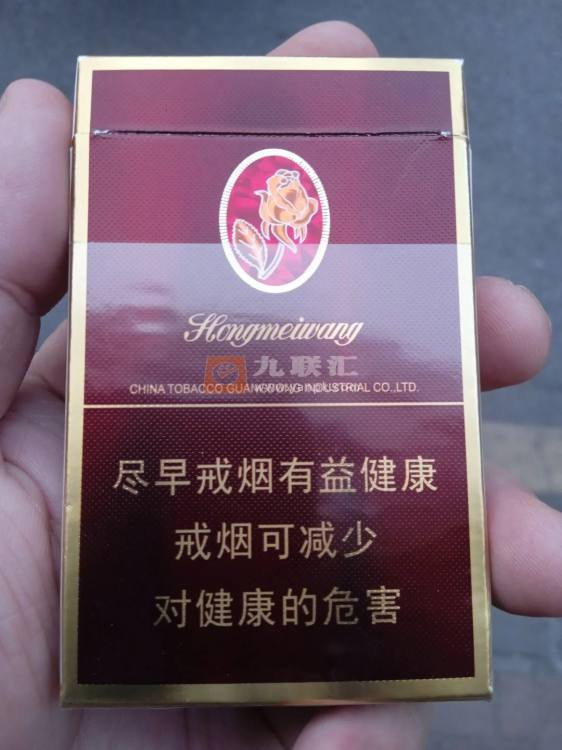 Hongmeiwang
九联汇
CHINA TOBACCO GUANGDONG INDUSTRIAL CO.,LTD.
尽早戒烟有益健康
戒烟可减少
对健康的危害